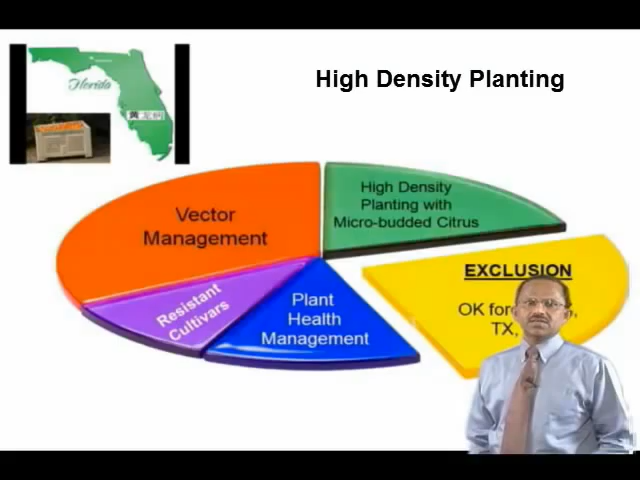 Florida
High Density Planting
Vector
Management
High Density
Planting with
Micro-budded Citrus
Resistant
Cultivars
Plant
Health
Management
EXCLUSION
OK for
TX,